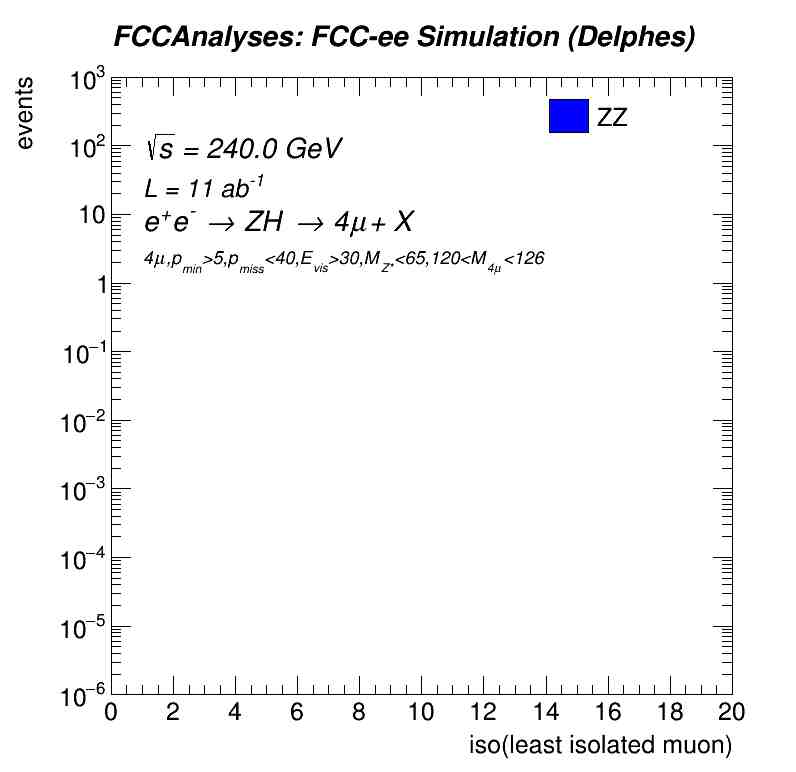 FCCAnalyses: FCC-ee Simulation (Delphes)
events
10³
10²
10
1
10⁻¹
10⁻²
10⁻³
10⁻⁴
10⁻⁵
10⁻⁶
ZZ
√s = 240.0 GeV
L = 11 ab⁻¹
e⁺e⁻ → ZH → 4μ + X
4μ,p_min>5,p_miss<40,E_vis>30,M_Z*<65,120<M_4μ<126
0 2 4 6 8 10 12 14 16 18 20
iso(least isolated muon)